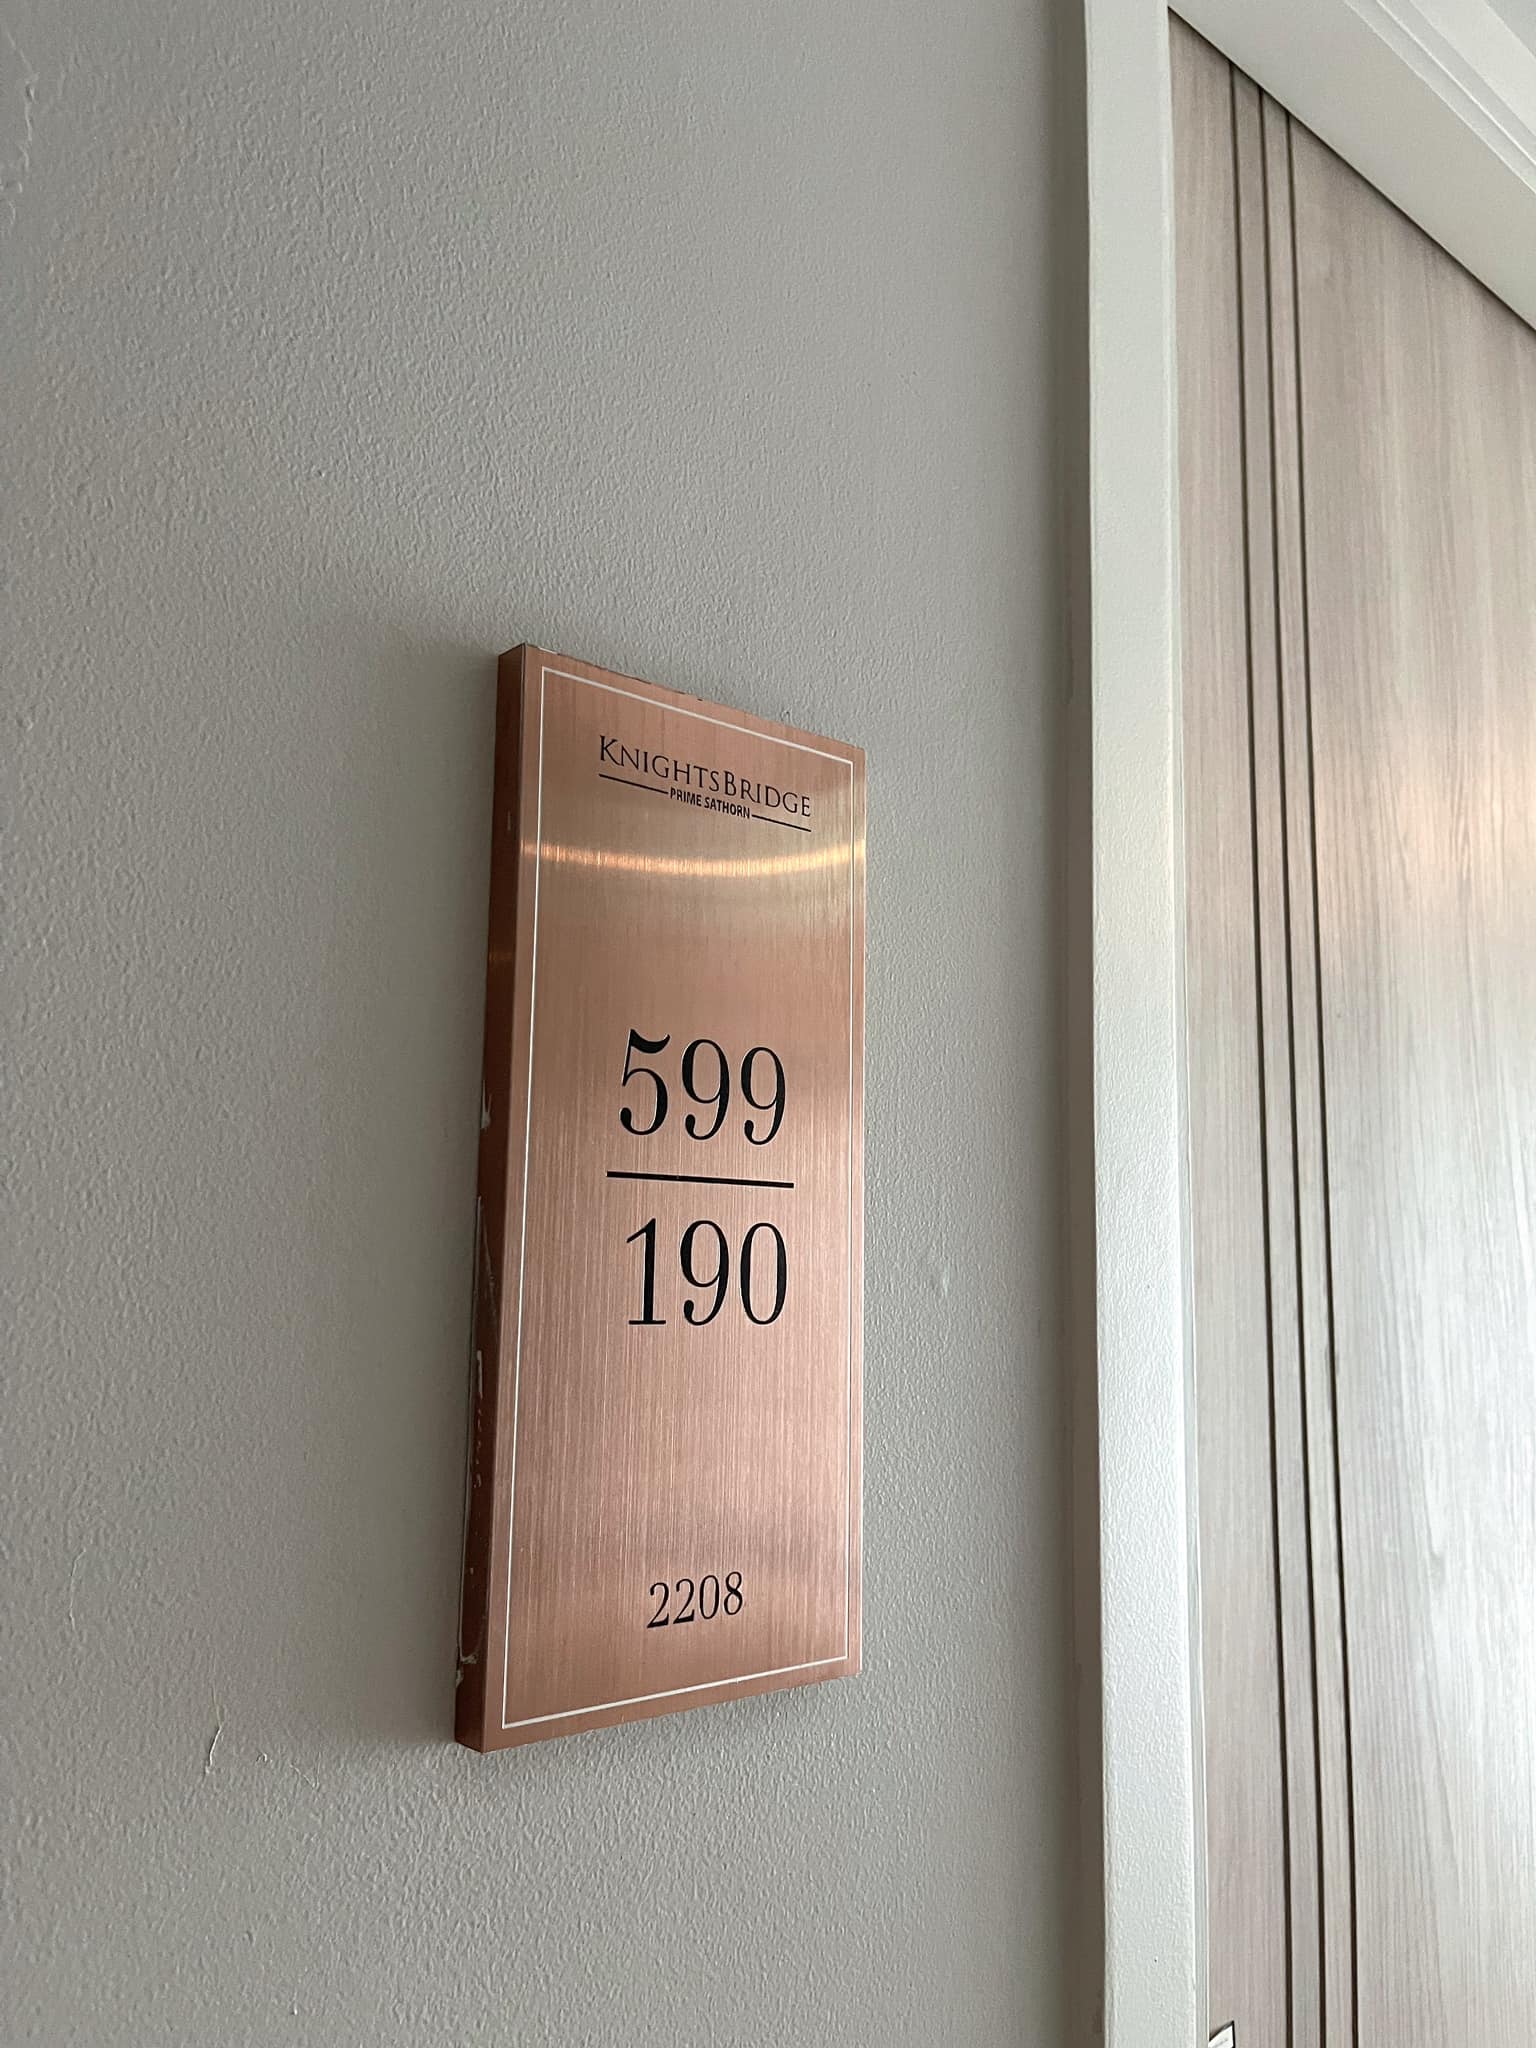 KNIGHTSBRIDGE
PRIME SATHORN
599
190
2208